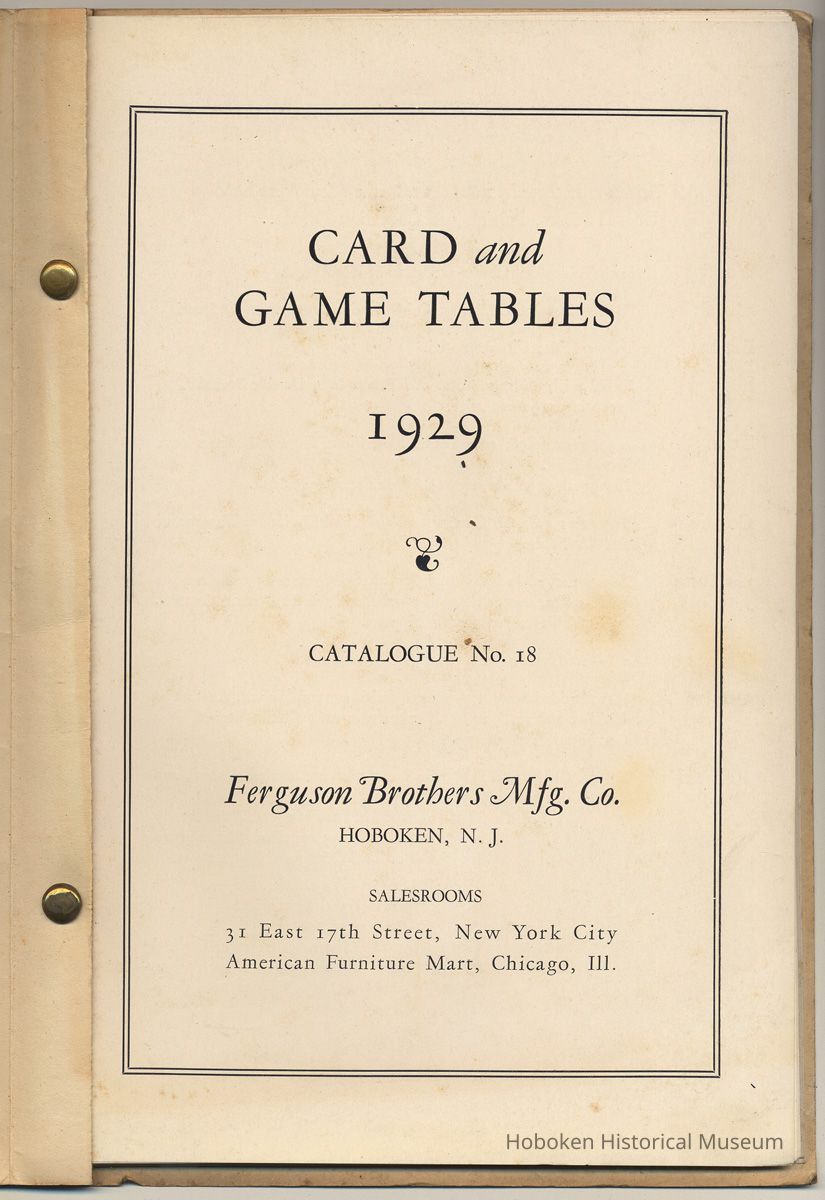 CARD and
GAME TABLES
1929
CATALOGUE No. 18
Ferguson Brothers Mfg. Co.
HOBOKEN, N. J.
SALESROOMS
31 East 17th Street, New York City
American Furniture Mart, Chicago, Ill.
Hoboken Historical Museum